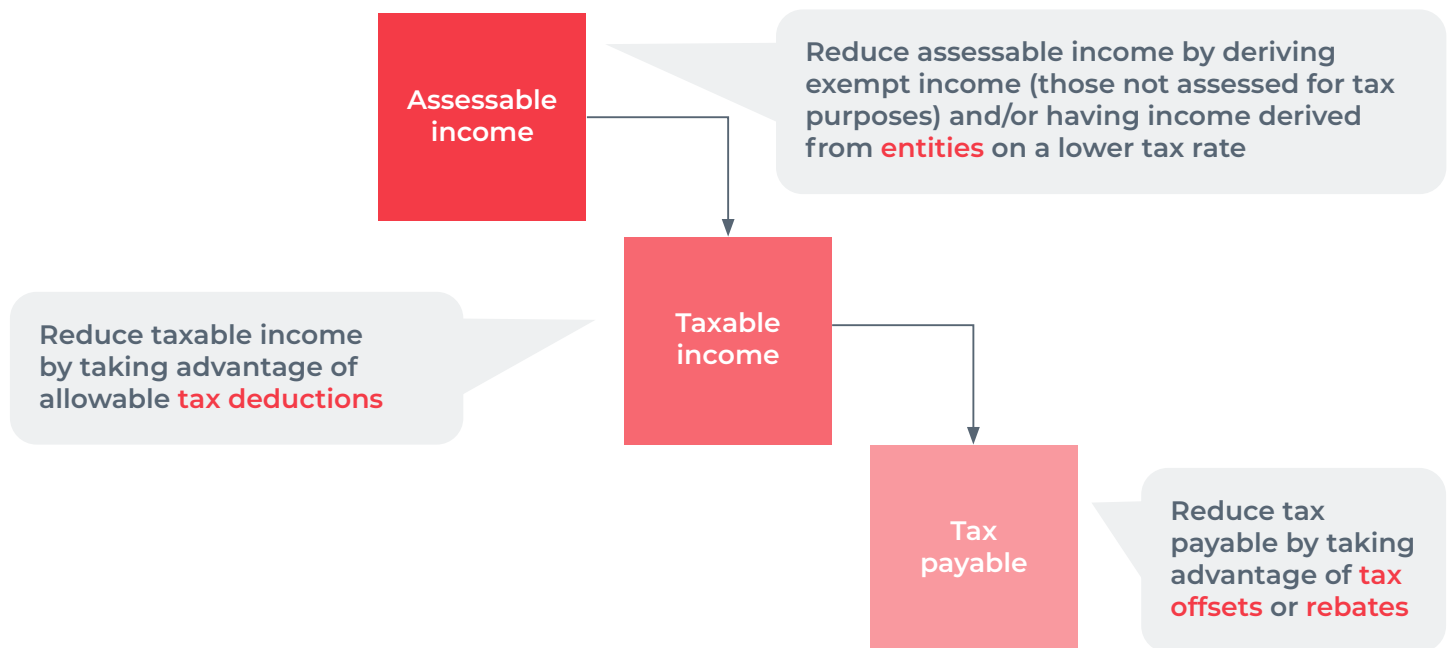 Assessable
income
Reduce assessable income by deriving
exempt income (those not assessed for tax
purposes) and/or having income derived
from entities on a lower tax rate
Reduce taxable income
by taking advantage of
allowable tax deductions
Taxable
income
Tax
payable
Reduce tax
payable by taking
advantage of tax
offsets or rebates